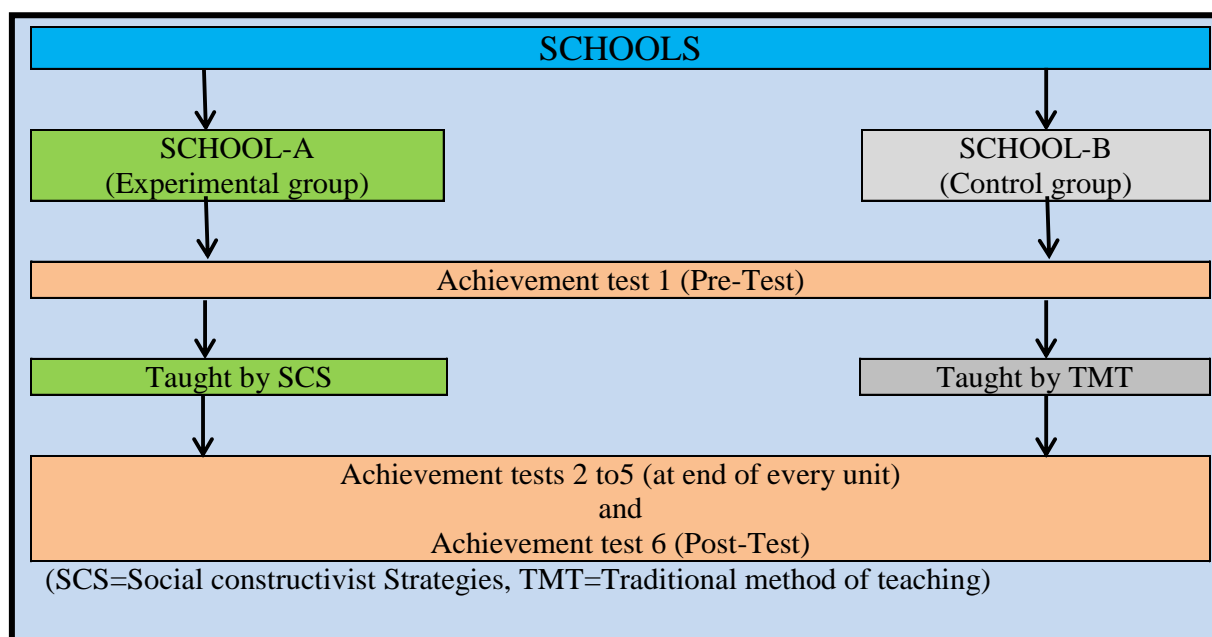 SCHOOLS
SCHOOL-A
(Experimental group)
SCHOOL-B
(Control group)
Achievement test 1 (Pre-Test)
Taught by SCS
Taught by TMT
Achievement tests 2 to5 (at end of every unit)
and
Achievement test 6 (Post-Test)
(SCS=Social constructivist Strategies, TMT=Traditional method of teaching)